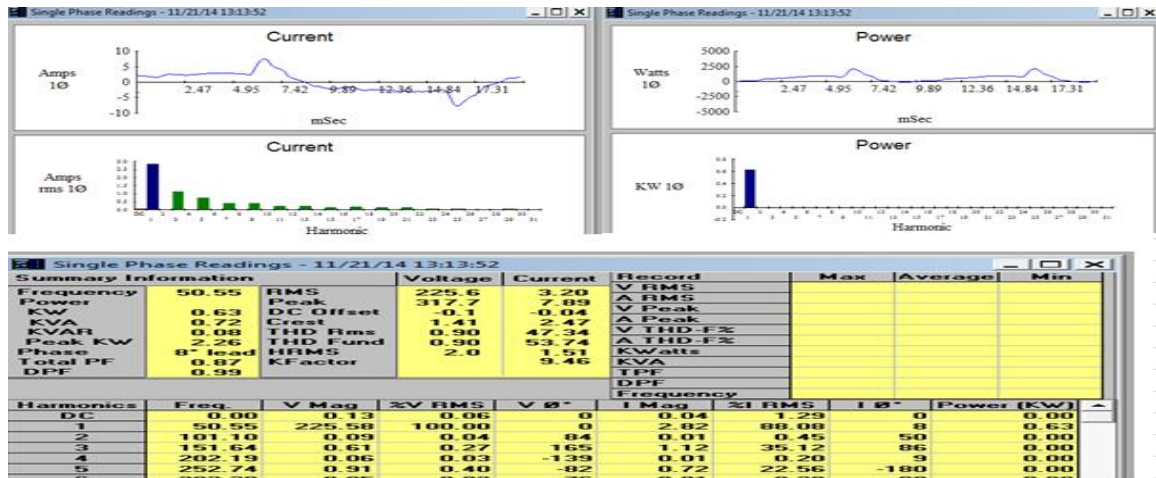 Single Phase Readings - 11/21/14 13:13:52
Current
10
5
0
-5
-10
Amps
1Ø
2.47 4.95 7.42 9.89 12.36 14.84 17.31
mSec
Current
Amps
rms 1Ø
Harmonic
Single Phase Readings - 11/21/14 13:13:52
Power
5000
2500
0
-2500
-5000
Watts
1Ø
2.47 4.95 7.42 9.89 12.36 14.84 17.31
mSec
Power
KW 1Ø
Harmonic
Single Phase Readings - 11/21/14 13:13:52
Summary Information Voltage Current Record Max Average Min
Frequency 50.55 RMS 225.6 3.20 V RMS
Power Peak 317.7 7.89 A RMS
KW 0.63 DC Offset -0.1 -0.04 V Peak
KVA 0.72 Crest 1.41 2.47 A Peak
KVAR 0.08 THD Rms 0.90 47.34 V THD-F%
Peak KW 2.26 THD Fund 0.90 53.74 A THD-F%
Phase 8° lead HRMS 2.0 1.51 KWatts
Total PF 0.87 KFactor 9.46 KVA
DPF 0.99 TPF
DPF
Frequency
Harmonics Freq. V Mag %V RMS V Ø° I Mag %I RMS I Ø° Power (KW)
DC 0.00 0.13 0.06 0 0.04 1.29 0 0.00
1 50.55 225.58 100.00 0 2.82 88.08 8 0.63
2 101.10 0.09 0.04 84 0.01 0.45 50 0.00
3 151.64 0.61 0.27 165 1.12 35.12 86 0.00
4 202.19 0.06 0.03 -139 0.01 0.20 9 0.00
5 252.74 0.91 0.40 -82 0.72 22.56 -180 0.00